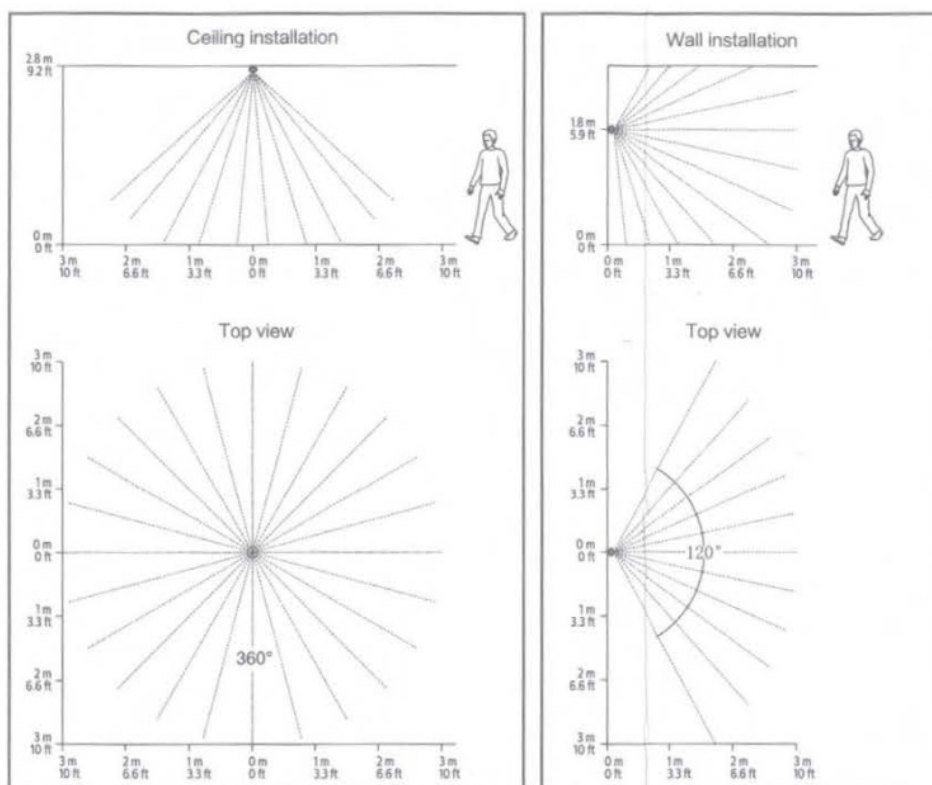 Ceiling installation
2.8 m
9.2 ft
0 m
0 ft
3 m
10 ft
2 m
6.6 ft
1 m
3.3 ft
0 m
0 ft
1 m
3.3 ft
2 m
6.6 ft
3 m
10 ft
Top view
3 m
10 ft
2 m
6.6 ft
1 m
3.3 ft
0 m
0 ft
1 m
3.3 ft
2 m
6.6 ft
3 m
10 ft
360°
3 m
10 ft
2 m
6.6 ft
1 m
3.3 ft
0 m
0 ft
1 m
3.3 ft
2 m
6.6 ft
3 m
10 ft
Wall installation
1.8 m
5.9 ft
0 m
0 ft
0 m
0 ft
1 m
3.3 ft
2 m
6.6 ft
3 m
10 ft
Top view
3 m
10 ft
2 m
6.6 ft
1 m
3.3 ft
0 m
0 ft
1 m
3.3 ft
2 m
6.6 ft
3 m
10 ft
120°
0 m
0 ft
1 m
3.3 ft
2 m
6.6 ft
3 m
10 ft